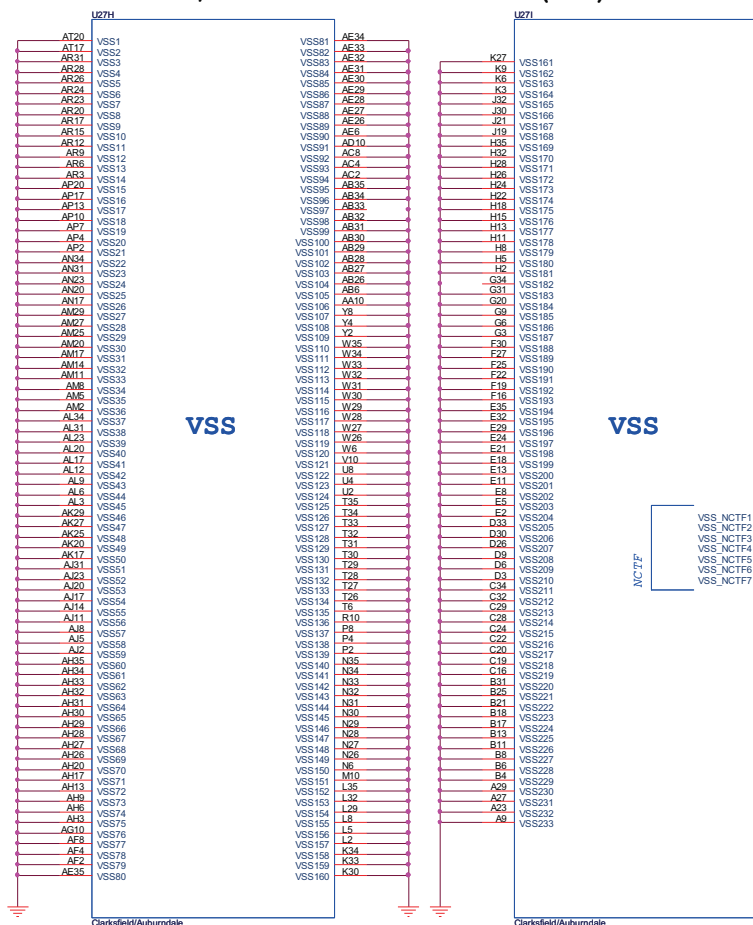 U27H
AT20 VSS1
AT17 VSS2
AR31 VSS3
AR28 VSS4
AR26 VSS5
AR24 VSS6
AR23 VSS7
AR20 VSS8
AR17 VSS9
AR15 VSS10
AR12 VSS11
AR9 VSS12
AR6 VSS13
AR3 VSS14
AP20 VSS15
AP17 VSS16
AP13 VSS17
AP10 VSS18
AP7 VSS19
AP4 VSS20
AP2 VSS21
AN34 VSS22
AN31 VSS23
AN23 VSS24
AN20 VSS25
AN17 VSS26
AM29 VSS27
AM27 VSS28
AM25 VSS29
AM20 VSS30
AM17 VSS31
AM14 VSS32
AM11 VSS33
AM8 VSS34
AM5 VSS35
AM2 VSS36
AL34 VSS37
AL31 VSS38
AL23 VSS39
AL20 VSS40
AL17 VSS41
AL12 VSS42
AL9 VSS43
AL6 VSS44
AL3 VSS45
AK29 VSS46
AK27 VSS47
AK25 VSS48
AK20 VSS49
AK17 VSS50
AJ31 VSS51
AJ23 VSS52
AJ20 VSS53
AJ17 VSS54
AJ14 VSS55
AJ11 VSS56
AJ8 VSS57
AJ5 VSS58
AJ2 VSS59
AH35 VSS60
AH34 VSS61
AH33 VSS62
AH32 VSS63
AH31 VSS64
AH30 VSS65
AH29 VSS66
AH28 VSS67
AH27 VSS68
AH26 VSS69
AH20 VSS70
AH17 VSS71
AH13 VSS72
AH9 VSS73
AH6 VSS74
AH3 VSS75
AG10 VSS76
AF8 VSS77
AF4 VSS78
AF2 VSS79
AE35 VSS80
VSS
VSS81 AE34
VSS82 AE33
VSS83 AE32
VSS84 AE31
VSS85 AE30
VSS86 AE29
VSS87 AE28
VSS88 AE27
VSS89 AE26
VSS90 AE6
VSS91 AD10
VSS92 AC8
VSS93 AC4
VSS94 AC2
VSS95 AB35
VSS96 AB34
VSS97 AB33
VSS98 AB32
VSS99 AB31
VSS100 AB30
VSS101 AB29
VSS102 AB28
VSS103 AB27
VSS104 AB26
VSS105 AB6
VSS106 AA10
VSS107 Y8
VSS108 Y4
VSS109 Y2
VSS110 W35
VSS111 W34
VSS112 W33
VSS113 W32
VSS114 W31
VSS115 W30
VSS116 W29
VSS117 W28
VSS118 W27
VSS119 W26
VSS120 W6
VSS121 V10
VSS122 U8
VSS123 U4
VSS124 U2
VSS125 T35
VSS126 T34
VSS127 T33
VSS128 T32
VSS129 T31
VSS130 T30
VSS131 T29
VSS132 T28
VSS133 T27
VSS134 T26
VSS135 T6
VSS136 R10
VSS137 P8
VSS138 P4
VSS139 P2
VSS140 N35
VSS141 N34
VSS142 N33
VSS143 N32
VSS144 N31
VSS145 N30
VSS146 N29
VSS147 N28
VSS148 N27
VSS149 N26
VSS150 N6
VSS151 M10
VSS152 L35
VSS153 L32
VSS154 L29
VSS155 L8
VSS156 L5
VSS157 L2
VSS158 K34
VSS159 K33
VSS160 K30
Clarksfield/Auburndale
U27I
K27 VSS161
K9 VSS162
K6 VSS163
K3 VSS164
J32 VSS165
J30 VSS166
J21 VSS167
J19 VSS168
H35 VSS169
H32 VSS170
H28 VSS171
H26 VSS172
H24 VSS173
H22 VSS174
H18 VSS175
H15 VSS176
H13 VSS177
H11 VSS178
H8 VSS179
H5 VSS180
H2 VSS181
G34 VSS182
G31 VSS183
G20 VSS184
G9 VSS185
G6 VSS186
G3 VSS187
F30 VSS188
F27 VSS189
F25 VSS190
F22 VSS191
F19 VSS192
F16 VSS193
E35 VSS194
E32 VSS195
E29 VSS196
E24 VSS197
E21 VSS198
E18 VSS199
E13 VSS200
E11 VSS201
E8 VSS202
E5 VSS203
E2 VSS204
D33 VSS205
D30 VSS206
D26 VSS207
D9 VSS208
D6 VSS209
D3 VSS210
C34 VSS211
C32 VSS212
C29 VSS213
C28 VSS214
C24 VSS215
C22 VSS216
C20 VSS217
C19 VSS218
C16 VSS219
B31 VSS220
B25 VSS221
B21 VSS222
B18 VSS223
B17 VSS224
B13 VSS225
B11 VSS226
B8 VSS227
B6 VSS228
B4 VSS229
A29 VSS230
A27 VSS231
A23 VSS232
A9 VSS233
VSS
NCTF
VSS_NCTF1
VSS_NCTF2
VSS_NCTF3
VSS_NCTF4
VSS_NCTF5
VSS_NCTF6
VSS_NCTF7
Clarksfield/Auburndale